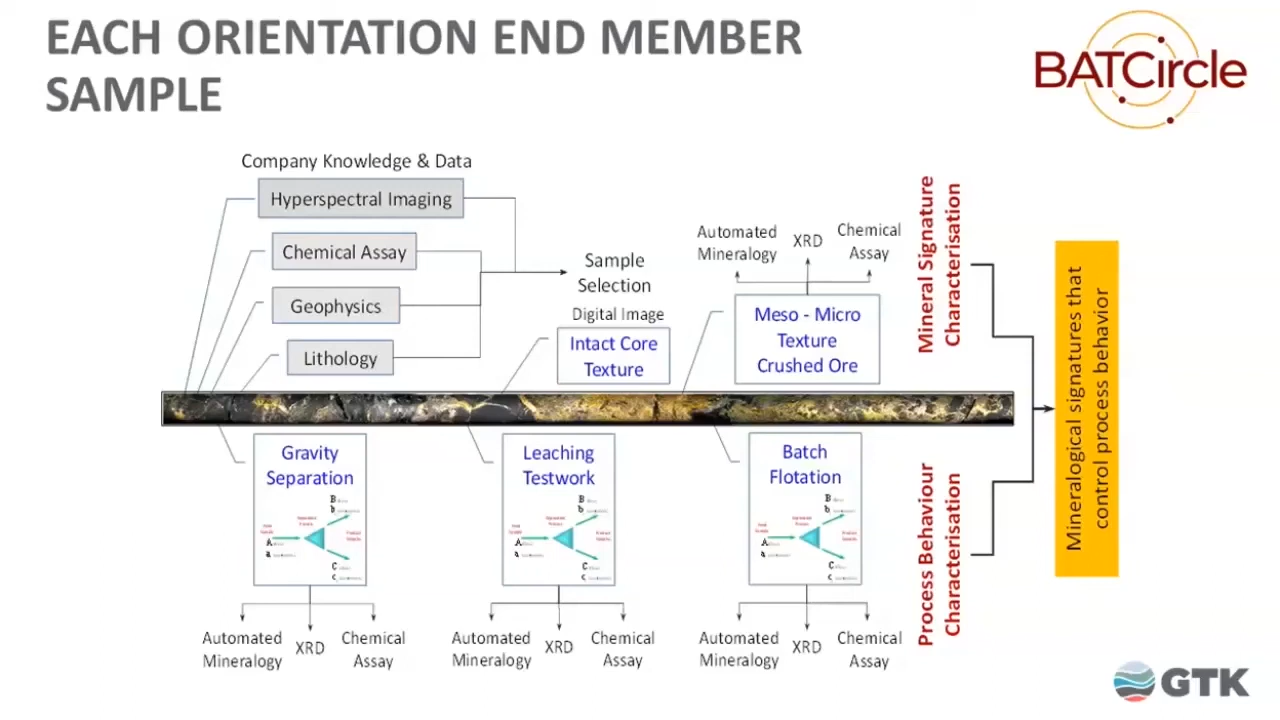 EACH ORIENTATION END MEMBER
SAMPLE
BATCircle
Company Knowledge & Data
Hyperspectral Imaging
Chemical Assay
Geophysics
Lithology
Sample
Selection
Digital Image
Intact Core
Texture
Automated
Mineralogy
XRD
Chemical
Assay
Meso - Micro
Texture
Crushed Ore
Mineral Signature
Characterisation
Mineralogical signatures that
control process behavior
Gravity
Separation
B
b
A
a
C
c
Automated
Mineralogy
XRD
Chemical
Assay
Leaching
Testwork
B
b
A
a
C
c
Automated
Mineralogy
XRD
Chemical
Assay
Batch
Flotation
B
b
A
a
C
c
Automated
Mineralogy
XRD
Chemical
Assay
Process Behaviour
Characterisation
GTK